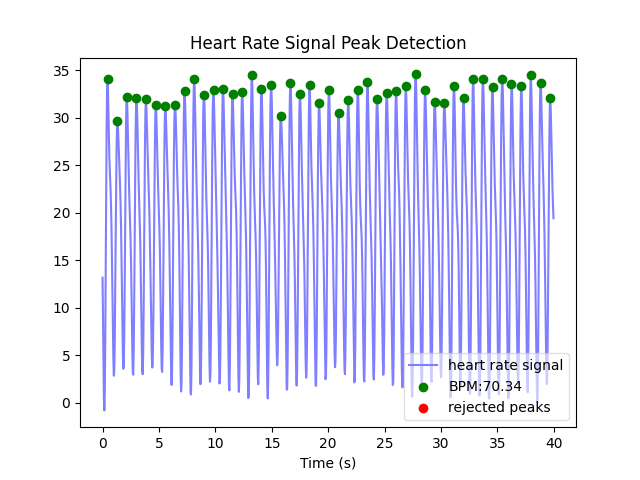 Heart Rate Signal Peak Detection
35
30
25
20
15
10
5
0
heart rate signal
BPM:70.34
rejected peaks
0 5 10 15 20 25 30 35 40
Time (s)